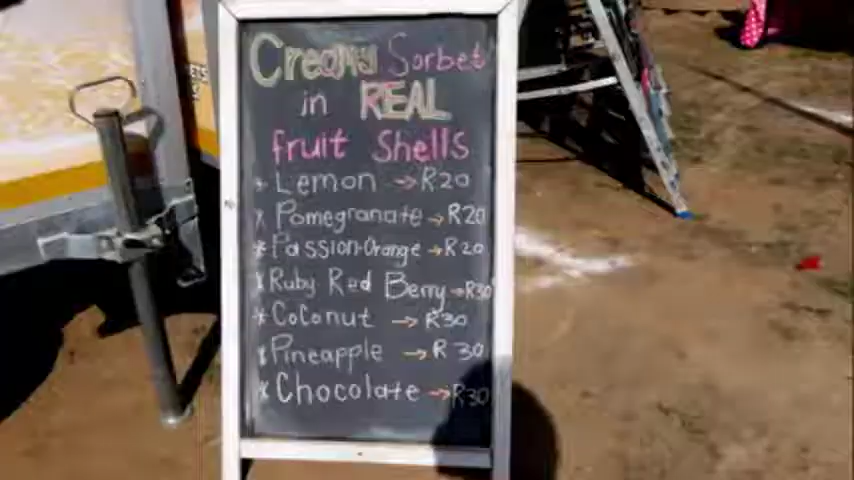 Creamy Sorbet
in REAL
fruit Shells
* Lemon → R20
* Pomegranate → R20
* Passion-Orange → R20
* Ruby Red Berry → R30
* Coconut → R30
* Pineapple → R 30
* Chocolate → R30